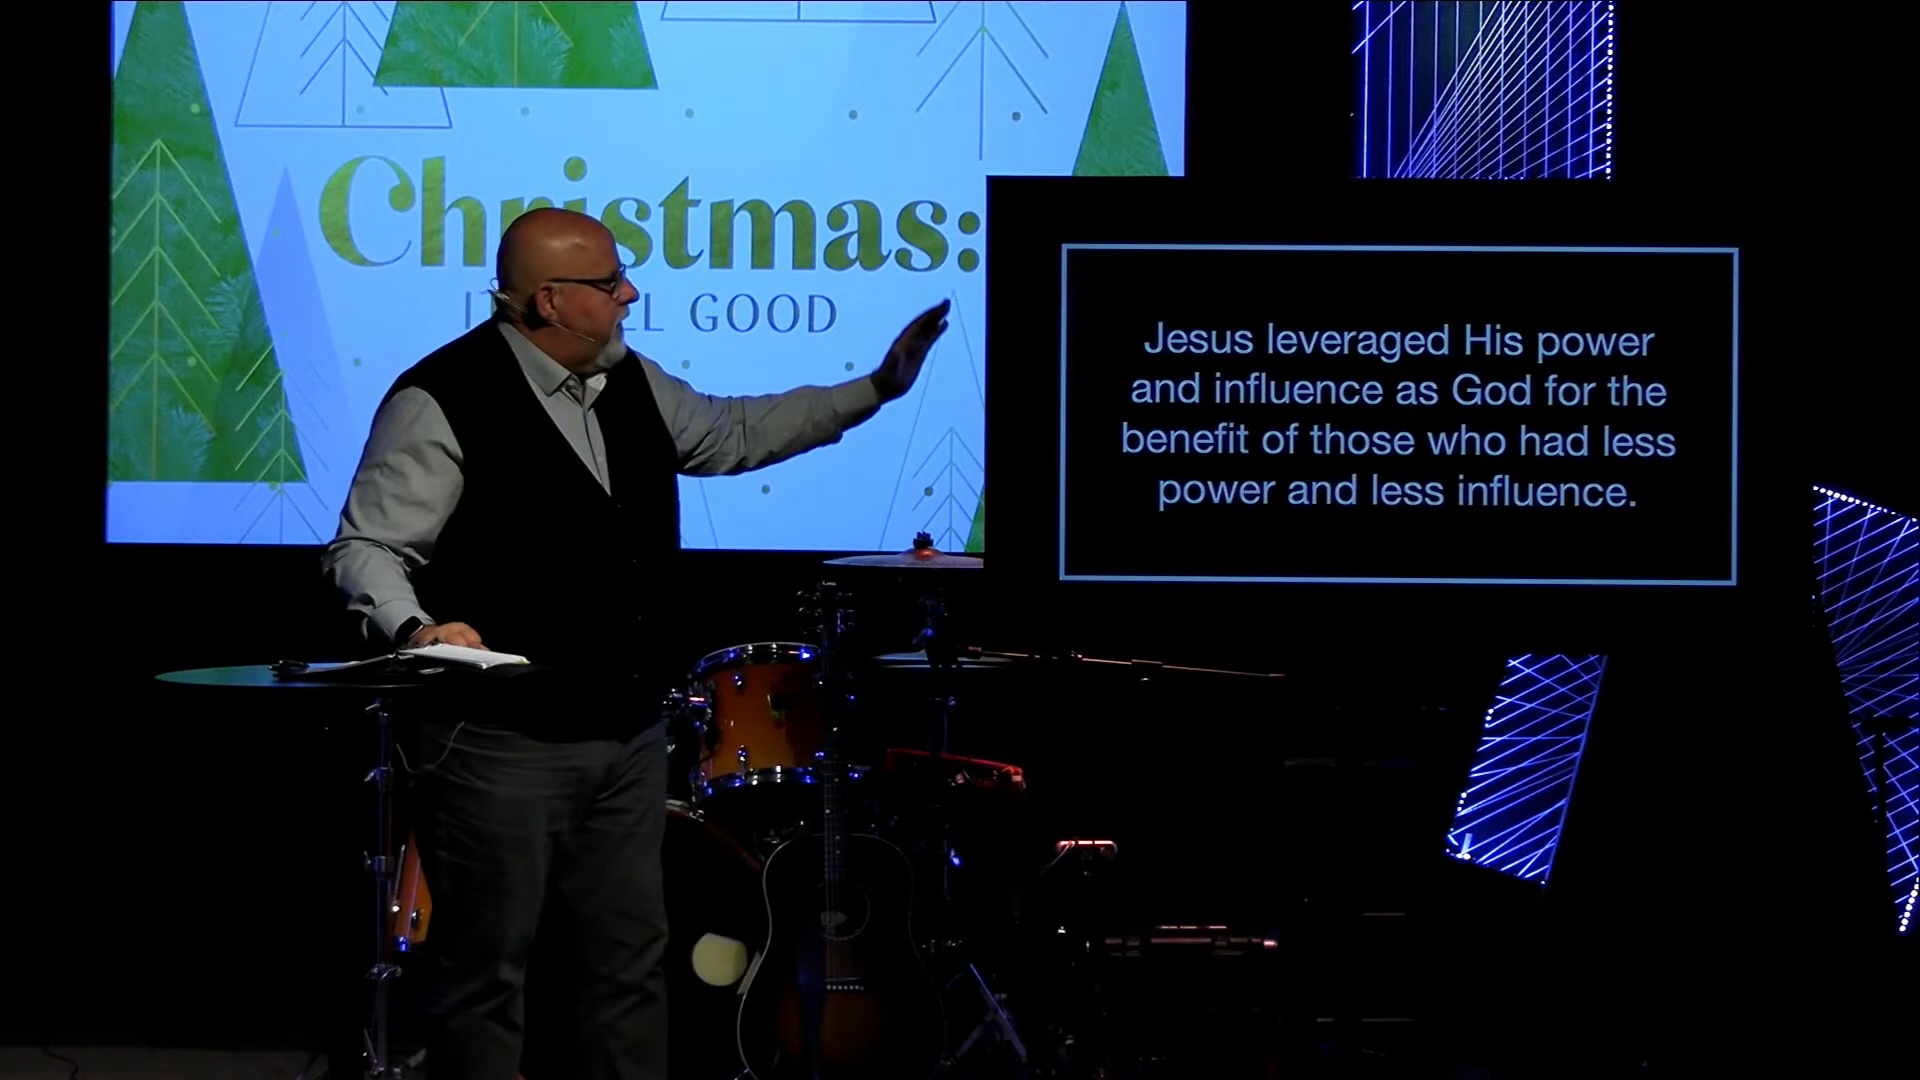 Christmas:
GOOD
Jesus leveraged His power
and influence as God for the
benefit of those who had less
power and less influence.